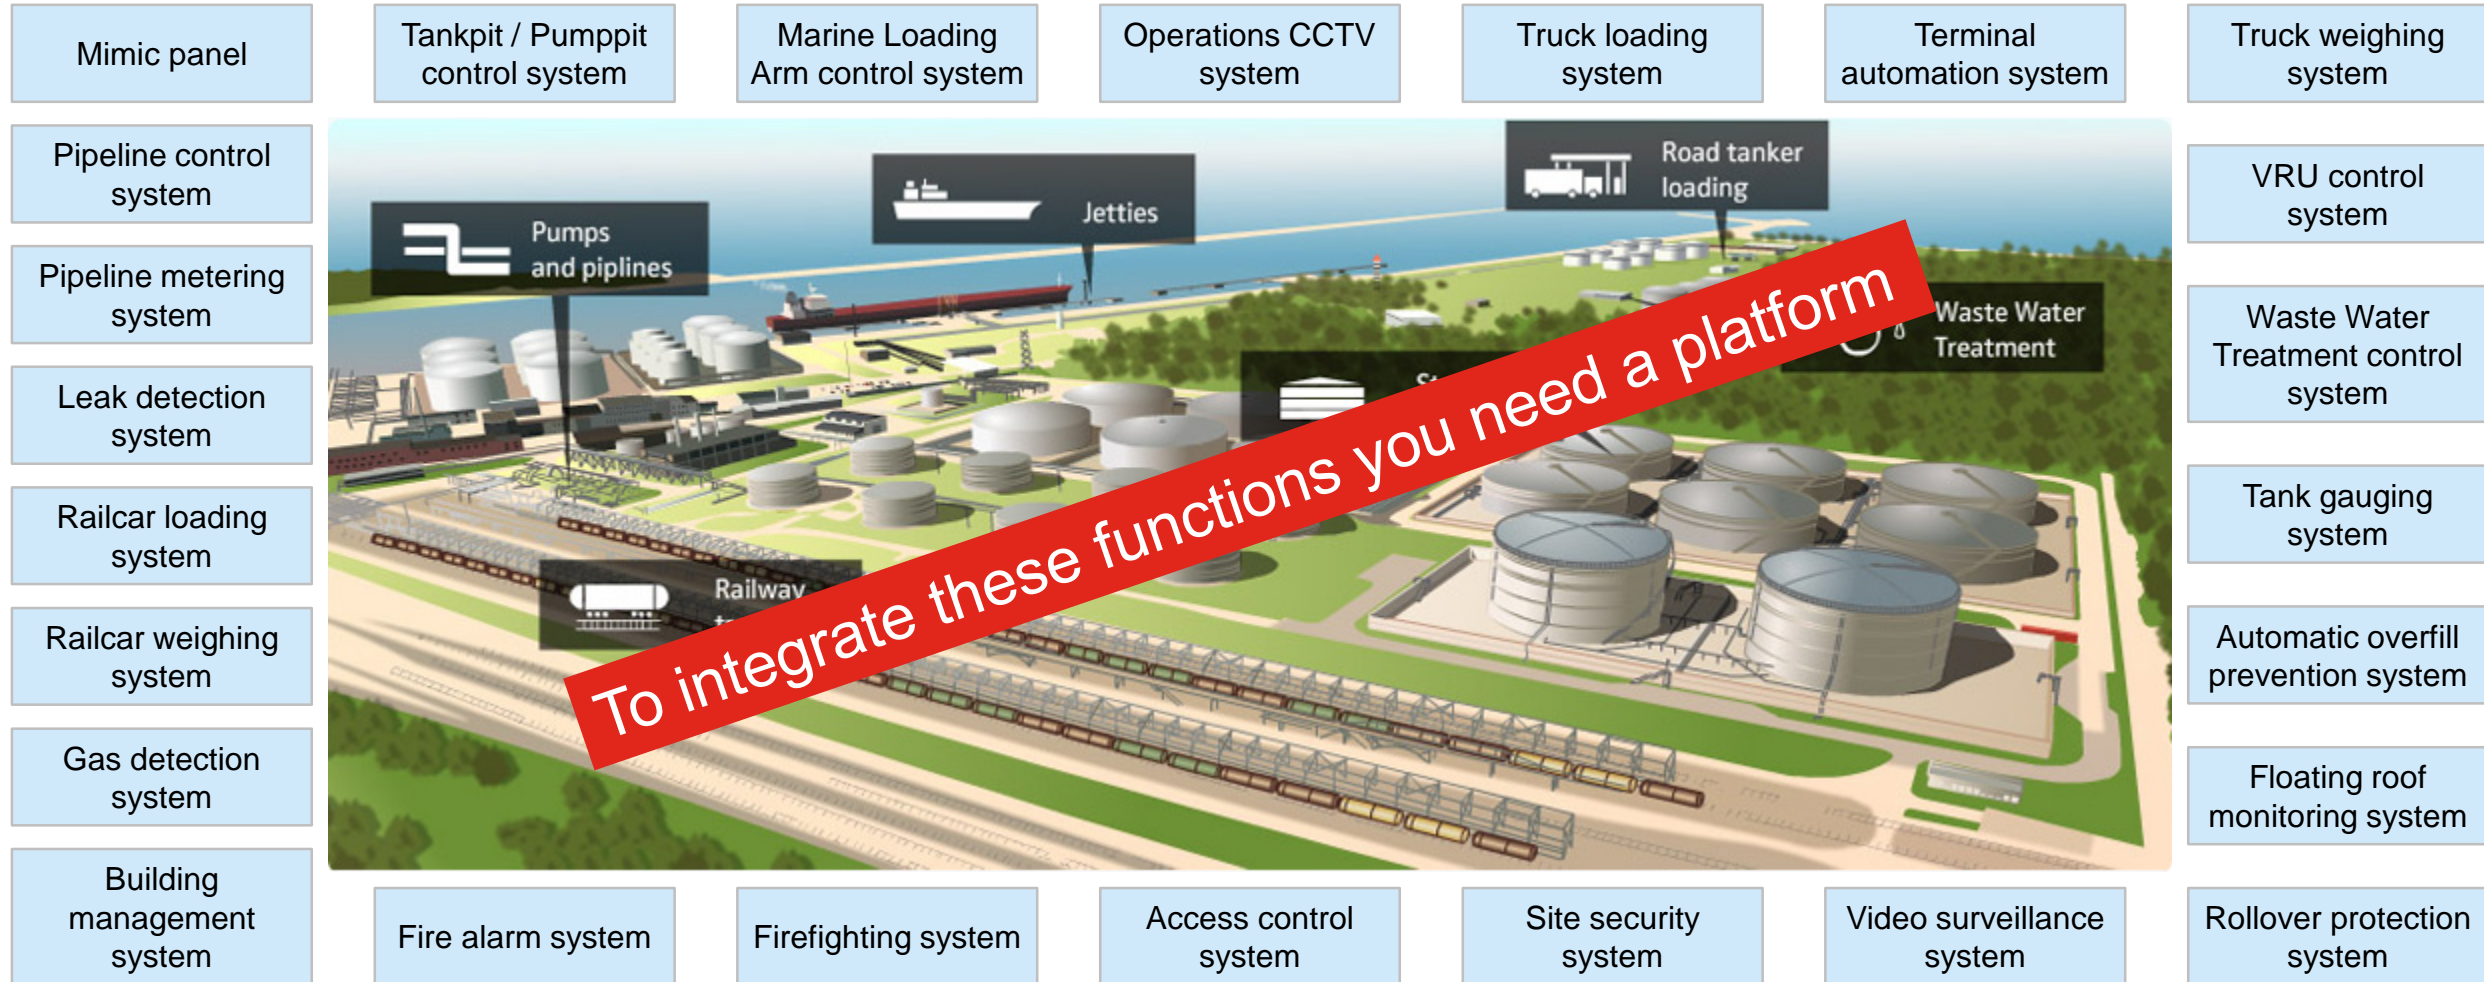 Mimic panel
Tankpit / Pumppit
control system
Marine Loading
Arm control system
Operations CCTV
system
Truck loading
system
Terminal
automation system
Truck weighing
system
Pipeline control
system
Pipeline metering
system
Leak detection
system
Railcar loading
system
Railcar weighing
system
Gas detection
system
Building
management
system
Pumps
and piplines
Jetties
Road tanker
loading
Waste Water
Treatment
Railway
To integrate these functions you need a platform
VRU control
system
Waste Water
Treatment control
system
Tank gauging
system
Automatic overfill
prevention system
Floating roof
monitoring system
Fire alarm system
Firefighting system
Access control
system
Site security
system
Video surveillance
system
Rollover protection
system